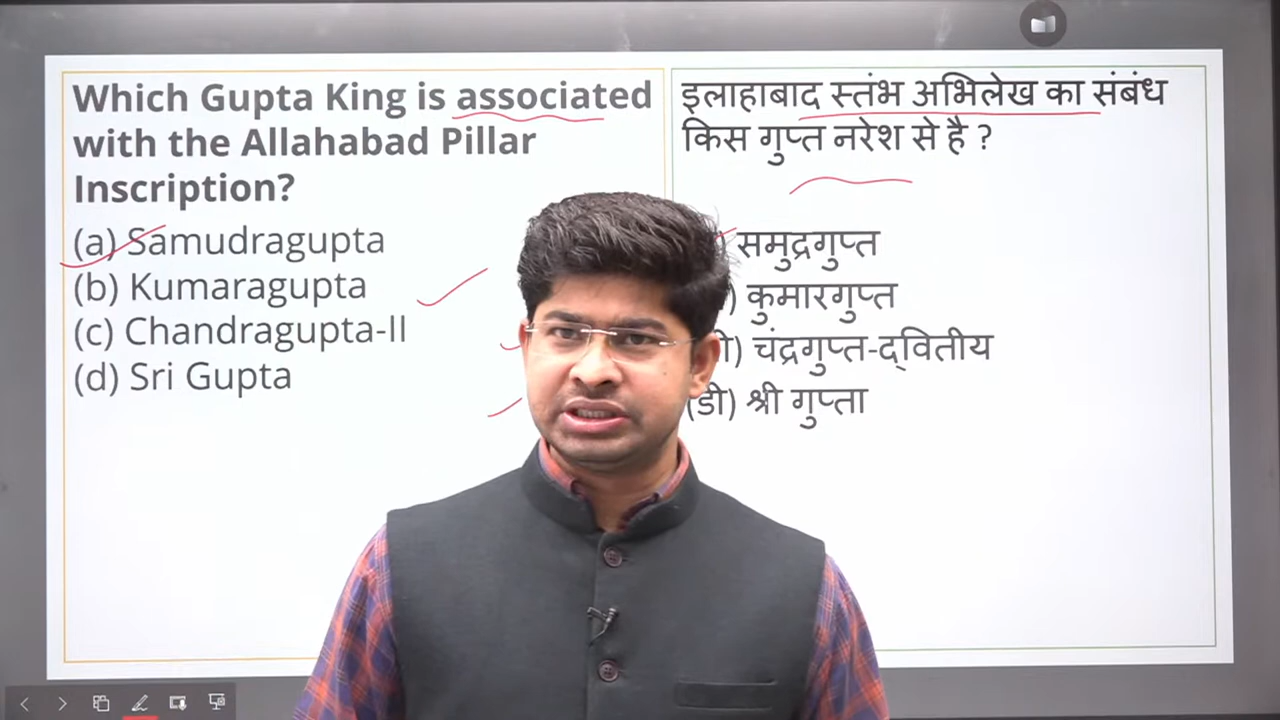 Which Gupta King is associated
with the Allahabad Pillar
Inscription?
(a) Samudragupta
(b) Kumaragupta
(c) Chandragupta-II
(d) Sri Gupta
इलाहाबाद स्तंभ अभिलेख का संबंध
किस गुप्त नरेश से है ?
समुद्रगुप्त
कुमारगुप्त
चंद्रगुप्त-द्वितीय
(डी) श्री गुप्ता